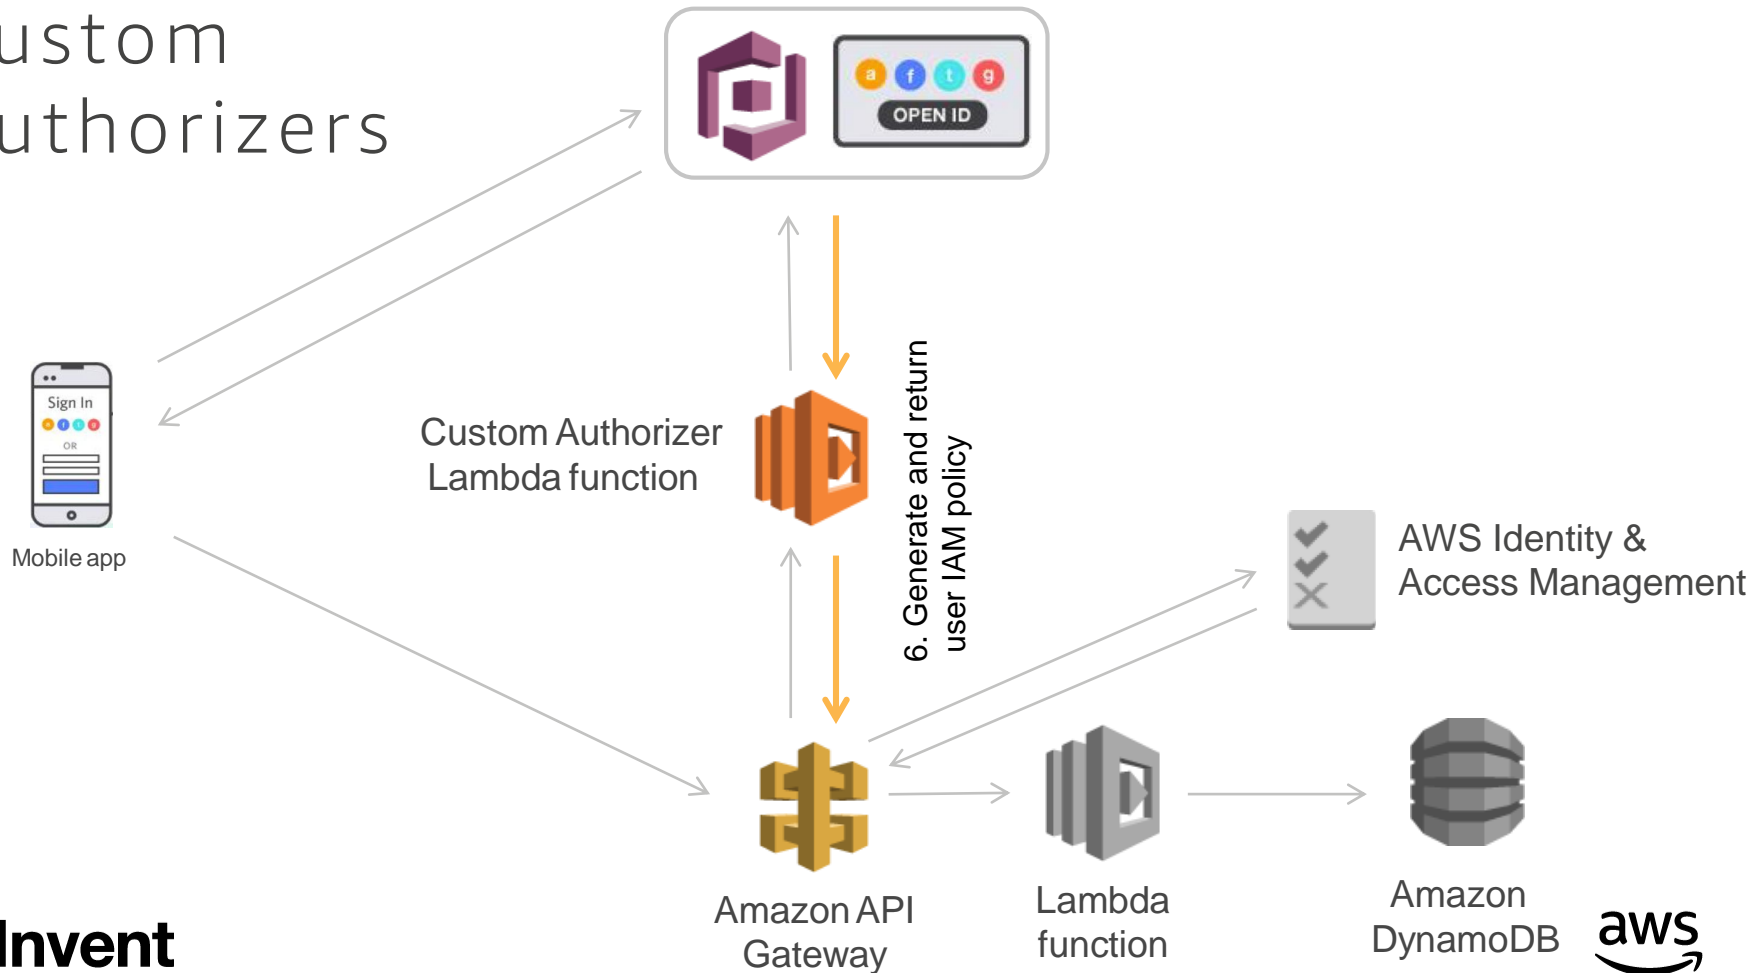 ustom
uthorizers
a f t g
OPEN ID
Sign In
a f t g
OR
Mobile app
Custom Authorizer
Lambda function
6. Generate and return
user IAM policy
AWS Identity &
Access Management
Amazon API
Gateway
Lambda
function
Amazon
DynamoDB
Invent
aws